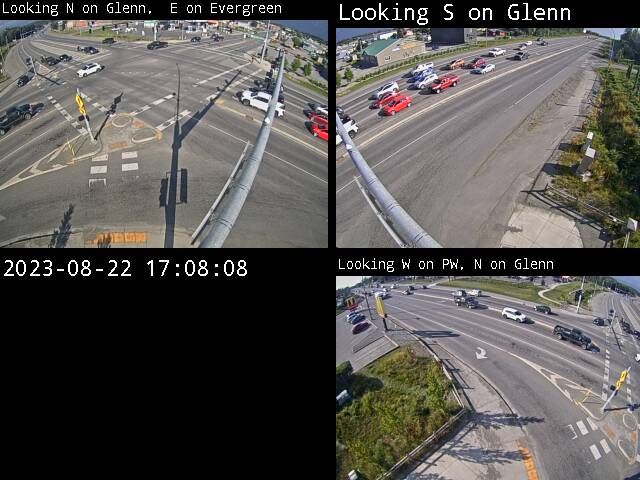 Looking N on Glenn,  E on Evergreen
Looking S on Glenn
2023-08-22 17:08:08
Looking W on PW, N on Glenn